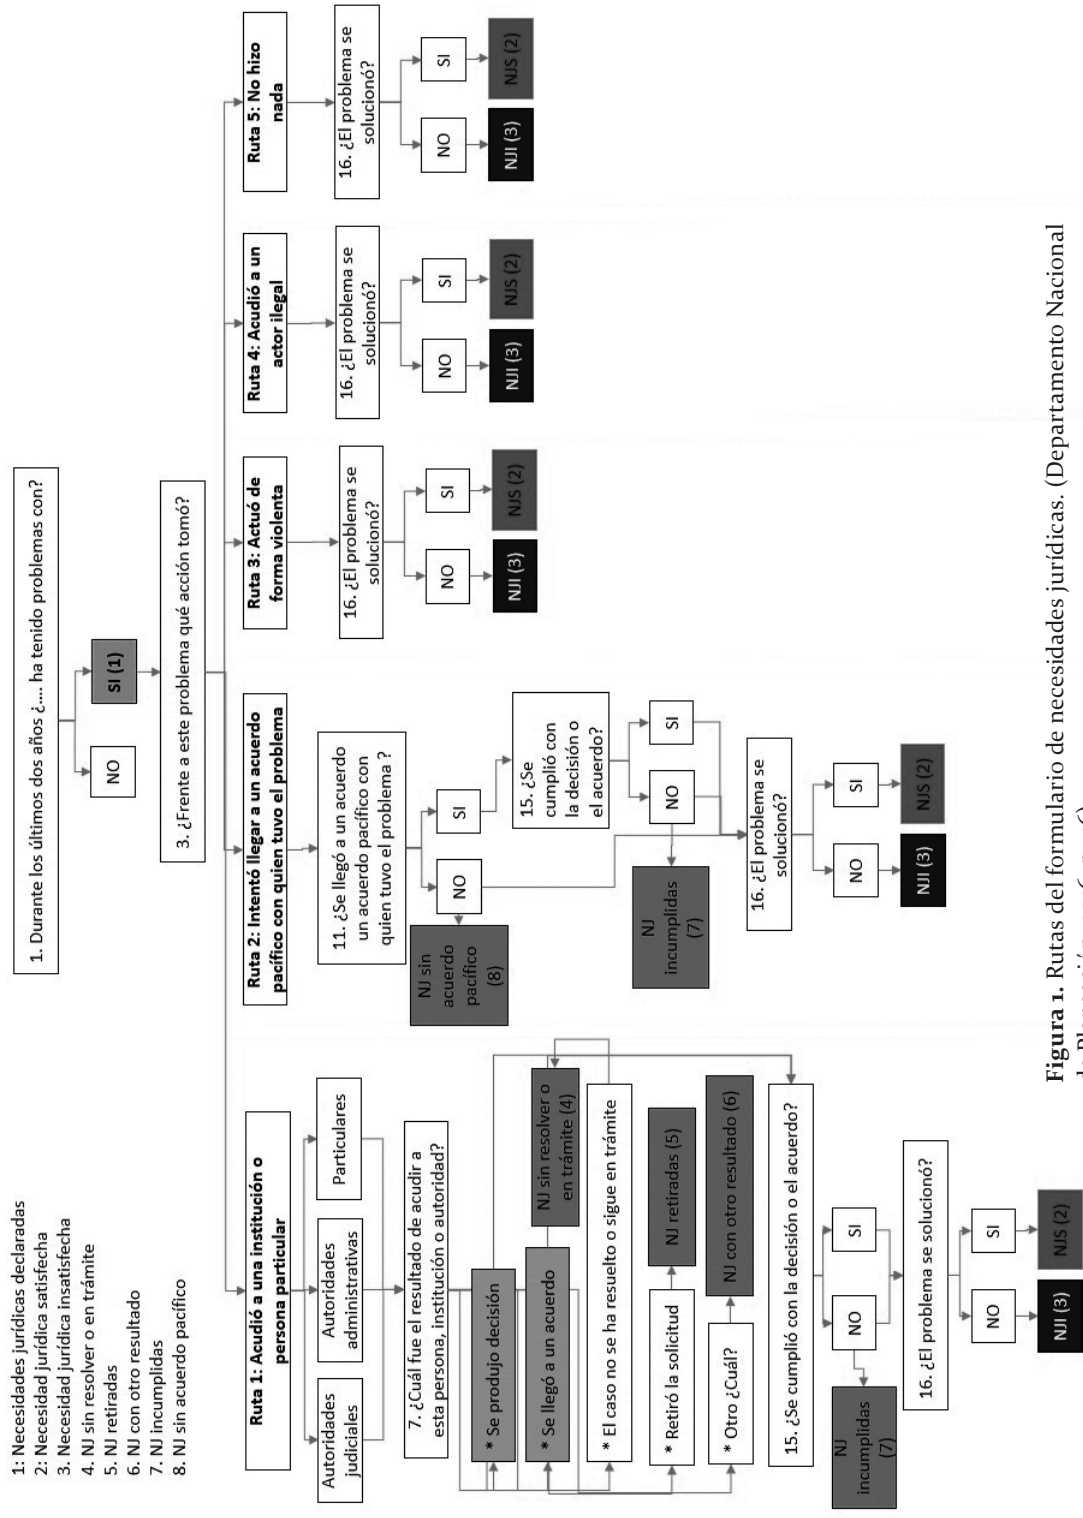 1: Necesidades jurídicas declaradas
2: Necesidad jurídica satisfecha
3. Necesidad jurídica insatisfecha
4. NJ sin resolver o en trámite
5. NJ retiradas
6. NJ con otro resultado
7. NJ incumplidas
8. NJ sin acuerdo pacífico
1. Durante los últimos dos años ¿.... ha tenido problemas con?
NO
SI (1)
3. ¿Frente a este problema qué acción tomó?
Ruta 1: Acudió a una institución o
persona particular
Autoridades
judiciales
Autoridades
administrativas
Particulares
7. ¿Cuál fue el resultado de acudir a
esta persona, institución o autoridad?
* Se produjo decisión
* Se llegó a un acuerdo
NJ sin resolver o
en trámite (4)
* El caso no se ha resuelto o sigue en trámite
* Retiró la solicitud
NJ retiradas (5)
* Otro ¿Cuál?
NJ con otro resultado (6)
15. ¿Se cumplió con la decisión o el acuerdo?
NO
SI
NJ
incumplidas
(7)
16. ¿El problema se solucionó?
NO
SI
NJI (3)
NJS (2)
Ruta 2: Intentó llegar a un acuerdo
pacífico con quien tuvo el problema
11. ¿Se llegó a un acuerdo
un acuerdo pacífico con
quien tuvo el problema ?
NO
SI
NJ sin
acuerdo
pacífico
(8)
15. ¿Se
cumplió con
la decisión o
el acuerdo?
NO
SI
NJ
incumplidas
(7)
16. ¿El problema se
solucionó?
NO
SI
NJI (3)
NJS (2)
Ruta 3: Actuó de
forma violenta
16. ¿El problema se
solucionó?
NO
SI
NJI (3)
NJS (2)
Ruta 4: Acudió a un
actor ilegal
16. ¿El problema se
solucionó?
NO
SI
NJI (3)
NJS (2)
Ruta 5: No hizo
nada
16. ¿El problema se
solucionó?
NO
SI
NJI (3)
NJS (2)
Figura 1. Rutas del formulario de necesidades jurídicas. (Departamento Nacional